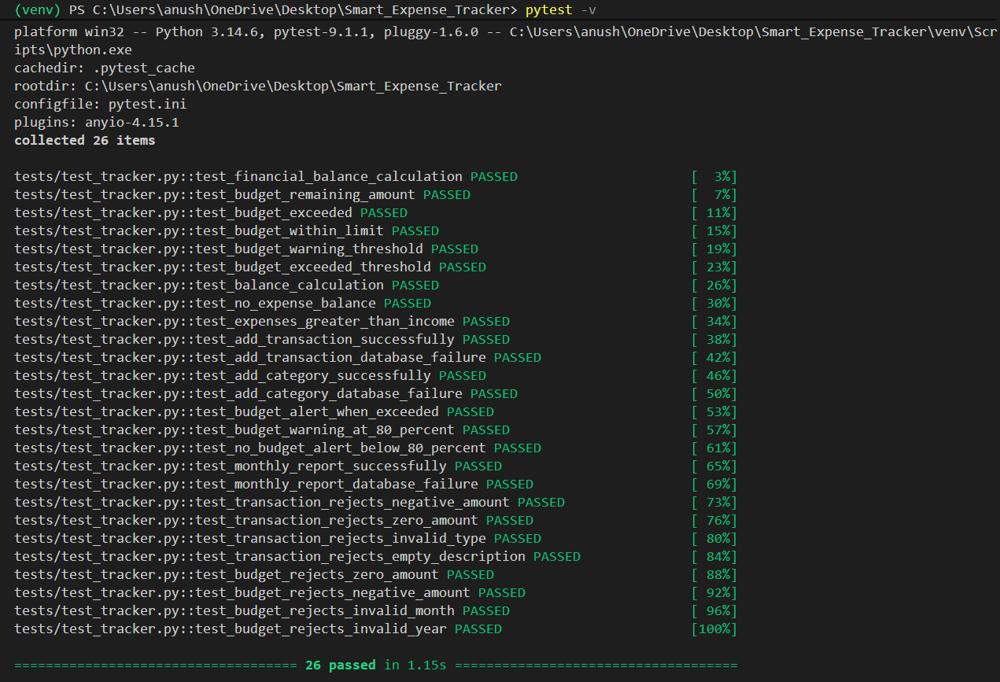 (venv) PS C:\Users\anush\OneDrive\Desktop\Smart_Expense_Tracker> pytest -v
platform win32 -- Python 3.14.6, pytest-9.1.1, pluggy-1.6.0 -- C:\Users\anush\OneDrive\Desktop\Smart_Expense_Tracker\venv\Scr
ipts\python.exe
cachedir: .pytest_cache
rootdir: C:\Users\anush\OneDrive\Desktop\Smart_Expense_Tracker
configfile: pytest.ini
plugins: anyio-4.15.1
collected 26 items
tests/test_tracker.py::test_financial_balance_calculation PASSED [  3%]
tests/test_tracker.py::test_budget_remaining_amount PASSED [  7%]
tests/test_tracker.py::test_budget_exceeded PASSED [ 11%]
tests/test_tracker.py::test_budget_within_limit PASSED [ 15%]
tests/test_tracker.py::test_budget_warning_threshold PASSED [ 19%]
tests/test_tracker.py::test_budget_exceeded_threshold PASSED [ 23%]
tests/test_tracker.py::test_balance_calculation PASSED [ 26%]
tests/test_tracker.py::test_no_expense_balance PASSED [ 30%]
tests/test_tracker.py::test_expenses_greater_than_income PASSED [ 34%]
tests/test_tracker.py::test_add_transaction_successfully PASSED [ 38%]
tests/test_tracker.py::test_add_transaction_database_failure PASSED [ 42%]
tests/test_tracker.py::test_add_category_successfully PASSED [ 46%]
tests/test_tracker.py::test_add_category_database_failure PASSED [ 50%]
tests/test_tracker.py::test_budget_alert_when_exceeded PASSED [ 53%]
tests/test_tracker.py::test_budget_warning_at_80_percent PASSED [ 57%]
tests/test_tracker.py::test_no_budget_alert_below_80_percent PASSED [ 61%]
tests/test_tracker.py::test_monthly_report_successfully PASSED [ 65%]
tests/test_tracker.py::test_monthly_report_database_failure PASSED [ 69%]
tests/test_tracker.py::test_transaction_rejects_negative_amount PASSED [ 73%]
tests/test_tracker.py::test_transaction_rejects_zero_amount PASSED [ 76%]
tests/test_tracker.py::test_transaction_rejects_invalid_type PASSED [ 80%]
tests/test_tracker.py::test_transaction_rejects_empty_description PASSED [ 84%]
tests/test_tracker.py::test_budget_rejects_zero_amount PASSED [ 88%]
tests/test_tracker.py::test_budget_rejects_negative_amount PASSED [ 92%]
tests/test_tracker.py::test_budget_rejects_invalid_month PASSED [ 96%]
tests/test_tracker.py::test_budget_rejects_invalid_year PASSED [100%]
==================================== 26 passed in 1.15s ====================================